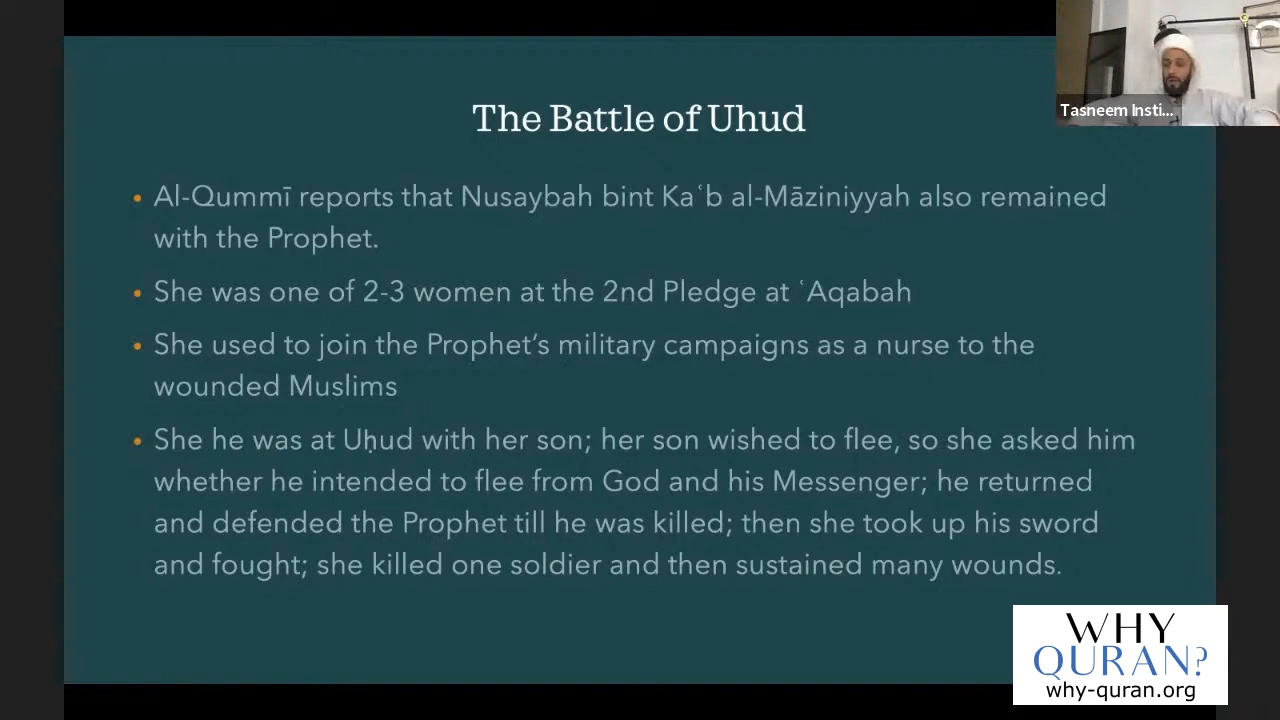 The Battle of Uhud
Tasneem Insti...
• Al-Qummī reports that Nusaybah bint Kaʿb al-Māziniyyah also remained
with the Prophet.
• She was one of 2-3 women at the 2nd Pledge at ʿAqabah
• She used to join the Prophet’s military campaigns as a nurse to the
wounded Muslims
• She he was at Uḥud with her son; her son wished to flee, so she asked him
whether he intended to flee from God and his Messenger; he returned
and defended the Prophet till he was killed; then she took up his sword
and fought; she killed one soldier and then sustained many wounds.
WHY
QURAN?
why-quran.org